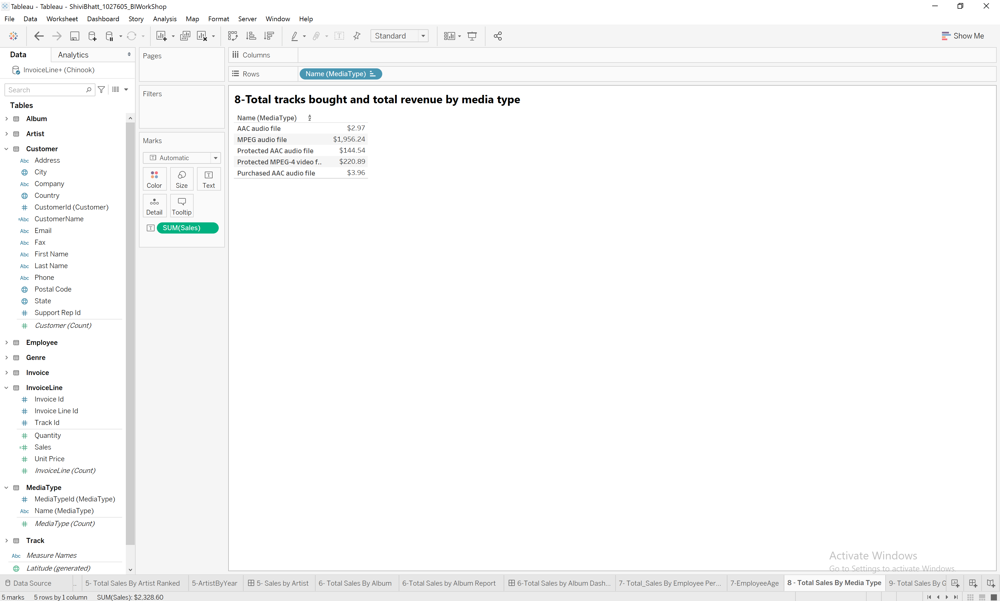 Tableau - Tableau - ShiviBhatt_1027605_BIWorkShop
File Data Worksheet Dashboard Story Analysis Map Format Server Window Help
Standard
Show Me
Data
Analytics
InvoiceLine+ (Chinook)
Search
Tables
Album
Artist
Customer
Abc Address
City
Abc Company
Country
CustomerId (Customer)
=Abc CustomerName
Abc Email
Abc Fax
Abc First Name
Abc Last Name
Abc Phone
Postal Code
State
Support Rep Id
Customer (Count)
Employee
Genre
Invoice
InvoiceLine
Invoice Id
Invoice Line Id
Track Id
Quantity
Sales
Unit Price
InvoiceLine (Count)
MediaType
MediaTypeId (MediaType)
Abc Name (MediaType)
MediaType (Count)
Track
Abc Measure Names
Latitude (generated)
Pages
Filters
Marks
Automatic
Color
Size
Text
Detail
Tooltip
SUM(Sales)
Columns
Rows
Name (MediaType)
8-Total tracks bought and total revenue by media type
Name (MediaType)
AAC audio file $2.97
MPEG audio file $1,956.24
Protected AAC audio file $144.54
Protected MPEG-4 video f.. $220.89
Purchased AAC audio file $3.96
Activate Windows
Go to Settings to activate Windows.
Data Source .. 5- Total Sales By Artist Ranked 5-ArtistByYear 5- Sales by Artist 6- Total Sales By Album 6-Total Sales by Album Report 6-Total Sales by Album Dash... 7- Total_Sales By Employee Per... 7-EmployeeAge 8 - Total Sales By Media Type 9- Total Sales By G
5 marks 5 rows by 1 column SUM(Sales): $2,328.60